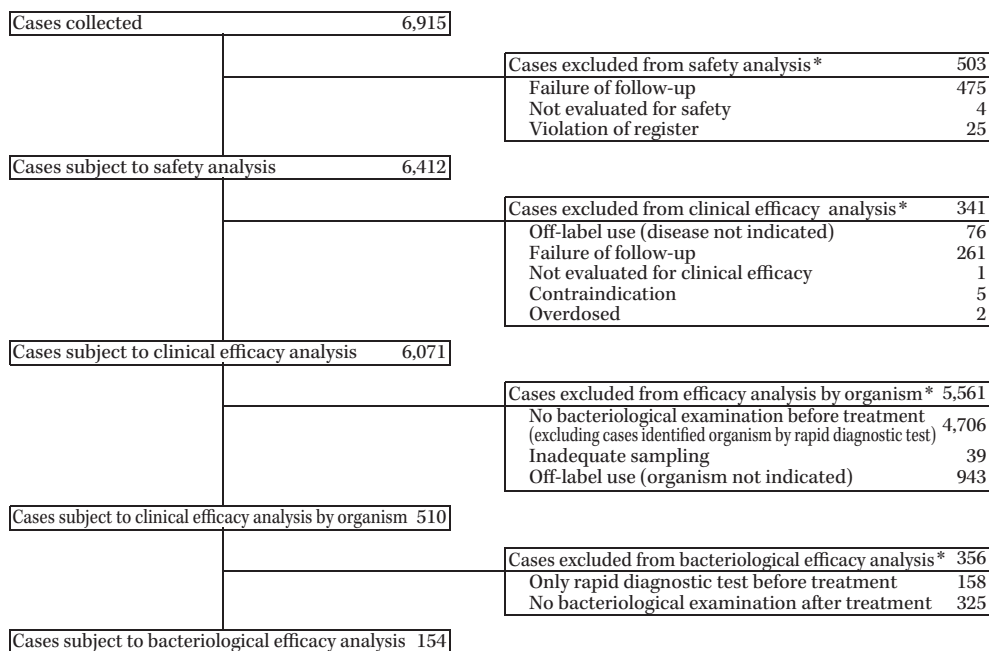 Cases collected 6,915
Cases excluded from safety analysis* 503
Failure of follow-up 475
Not evaluated for safety 4
Violation of register 25
Cases subject to safety analysis 6,412
Cases excluded from clinical efficacy analysis* 341
Off-label use (disease not indicated) 76
Failure of follow-up 261
Not evaluated for clinical efficacy 1
Contraindication 5
Overdosed 2
Cases subject to clinical efficacy analysis 6,071
Cases excluded from efficacy analysis by organism* 5,561
No bacteriological examination before treatment 4,706
(excluding cases identified organism by rapid diagnostic test)
Inadequate sampling 39
Off-label use (organism not indicated) 943
Cases subject to clinical efficacy analysis by organism 510
Cases excluded from bacteriological efficacy analysis* 356
Only rapid diagnostic test before treatment 158
No bacteriological examination after treatment 325
Cases subject to bacteriological efficacy analysis 154